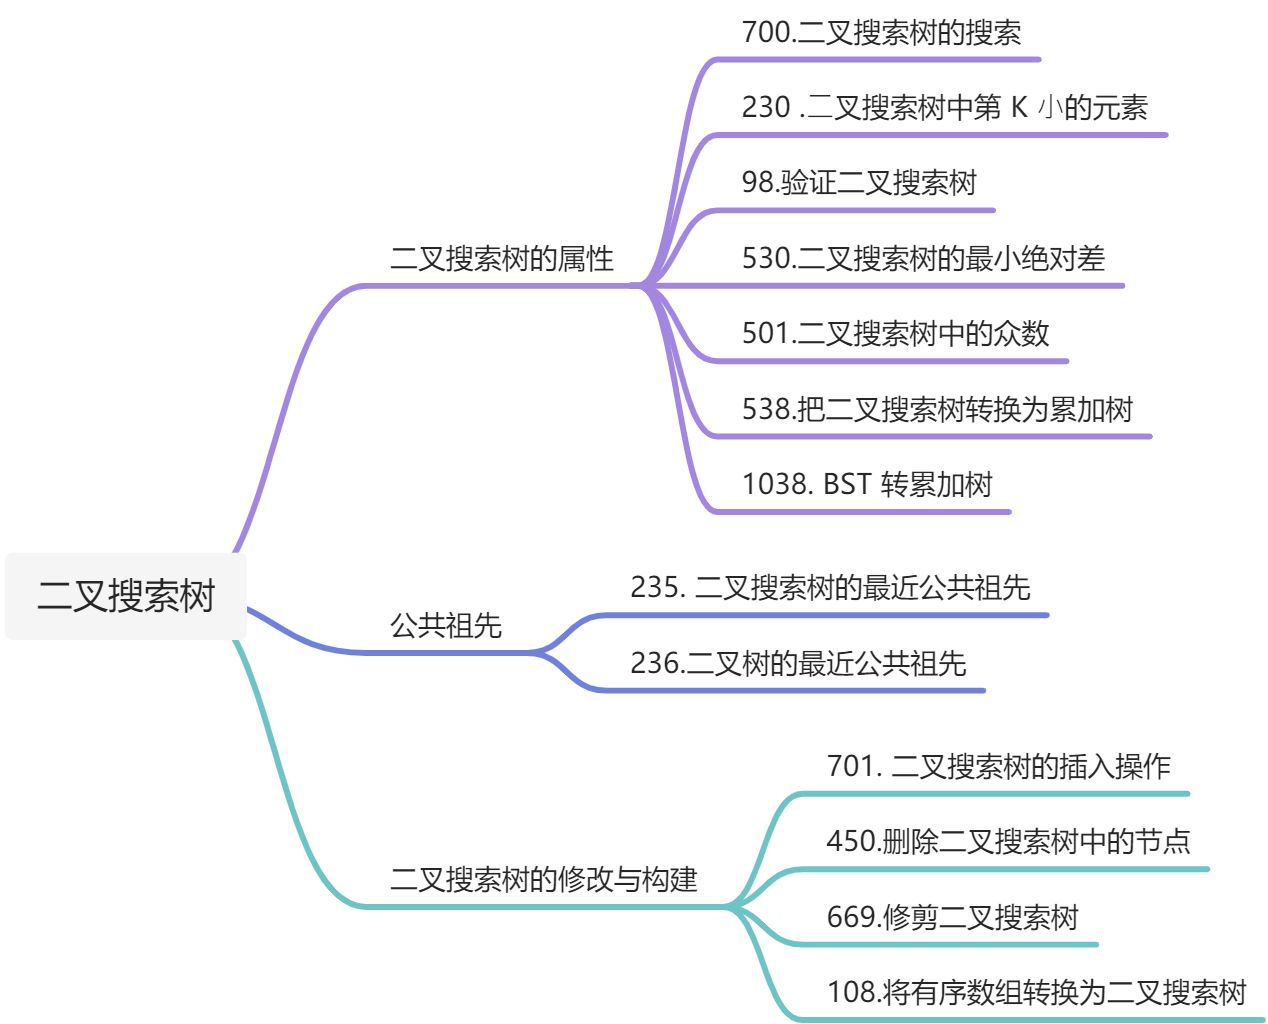 二叉搜索树
二叉搜索树的属性
700.二叉搜索树的搜索
230 .二叉搜索树中第 K 小的元素
98.验证二叉搜索树
530.二叉搜索树的最小绝对差
501.二叉搜索树中的众数
538.把二叉搜索树转换为累加树
1038. BST 转累加树
公共祖先
235. 二叉搜索树的最近公共祖先
236.二叉树的最近公共祖先
二叉搜索树的修改与构建
701. 二叉搜索树的插入操作
450.删除二叉搜索树中的节点
669.修剪二叉搜索树
108.将有序数组转换为二叉搜索树